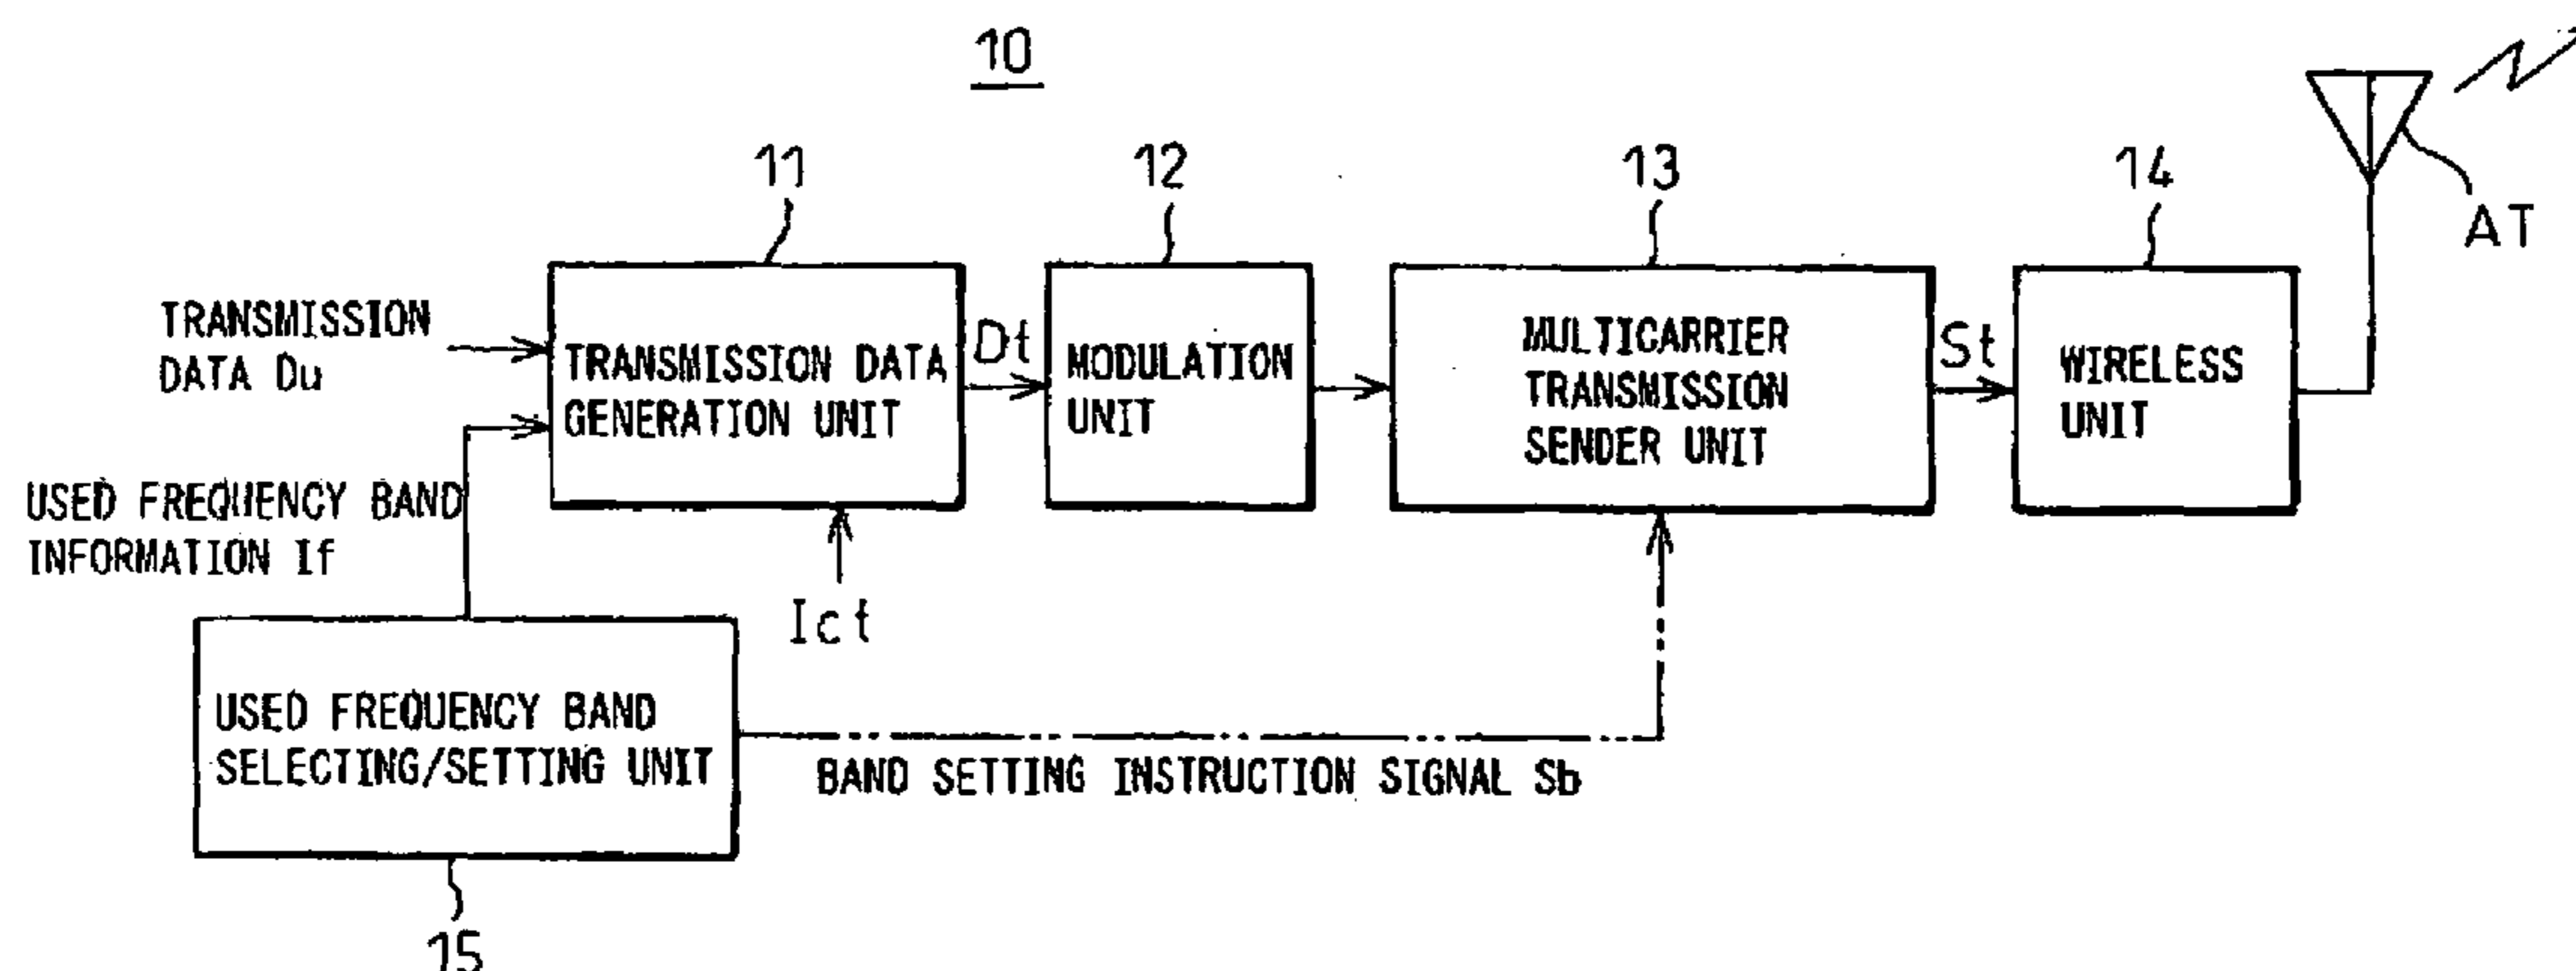 10
11
12
13
14
AT
TRANSMISSION
DATA Du
TRANSMISSION DATA
GENERATION UNIT
Dt
MODULATION
UNIT
MULTICARRIER
TRANSMISSION
SENDER UNIT
St
WIRELESS
UNIT
USED FREQUENCY BAND
INFORMATION If
Ict
USED FREQUENCY BAND
SELECTING/SETTING UNIT
BAND SETTING INSTRUCTION SIGNAL Sb
15